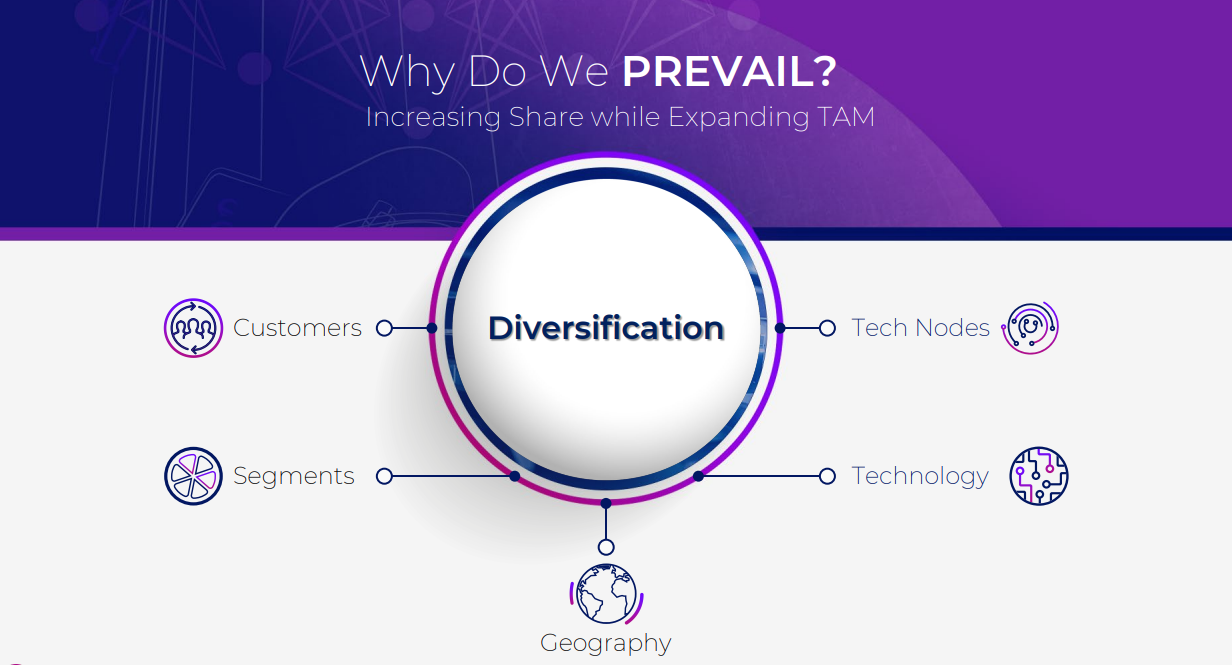 Why Do We PREVAIL?
Increasing Share while Expanding TAM
Diversification
Customers
Tech Nodes
Segments
Technology
Geography